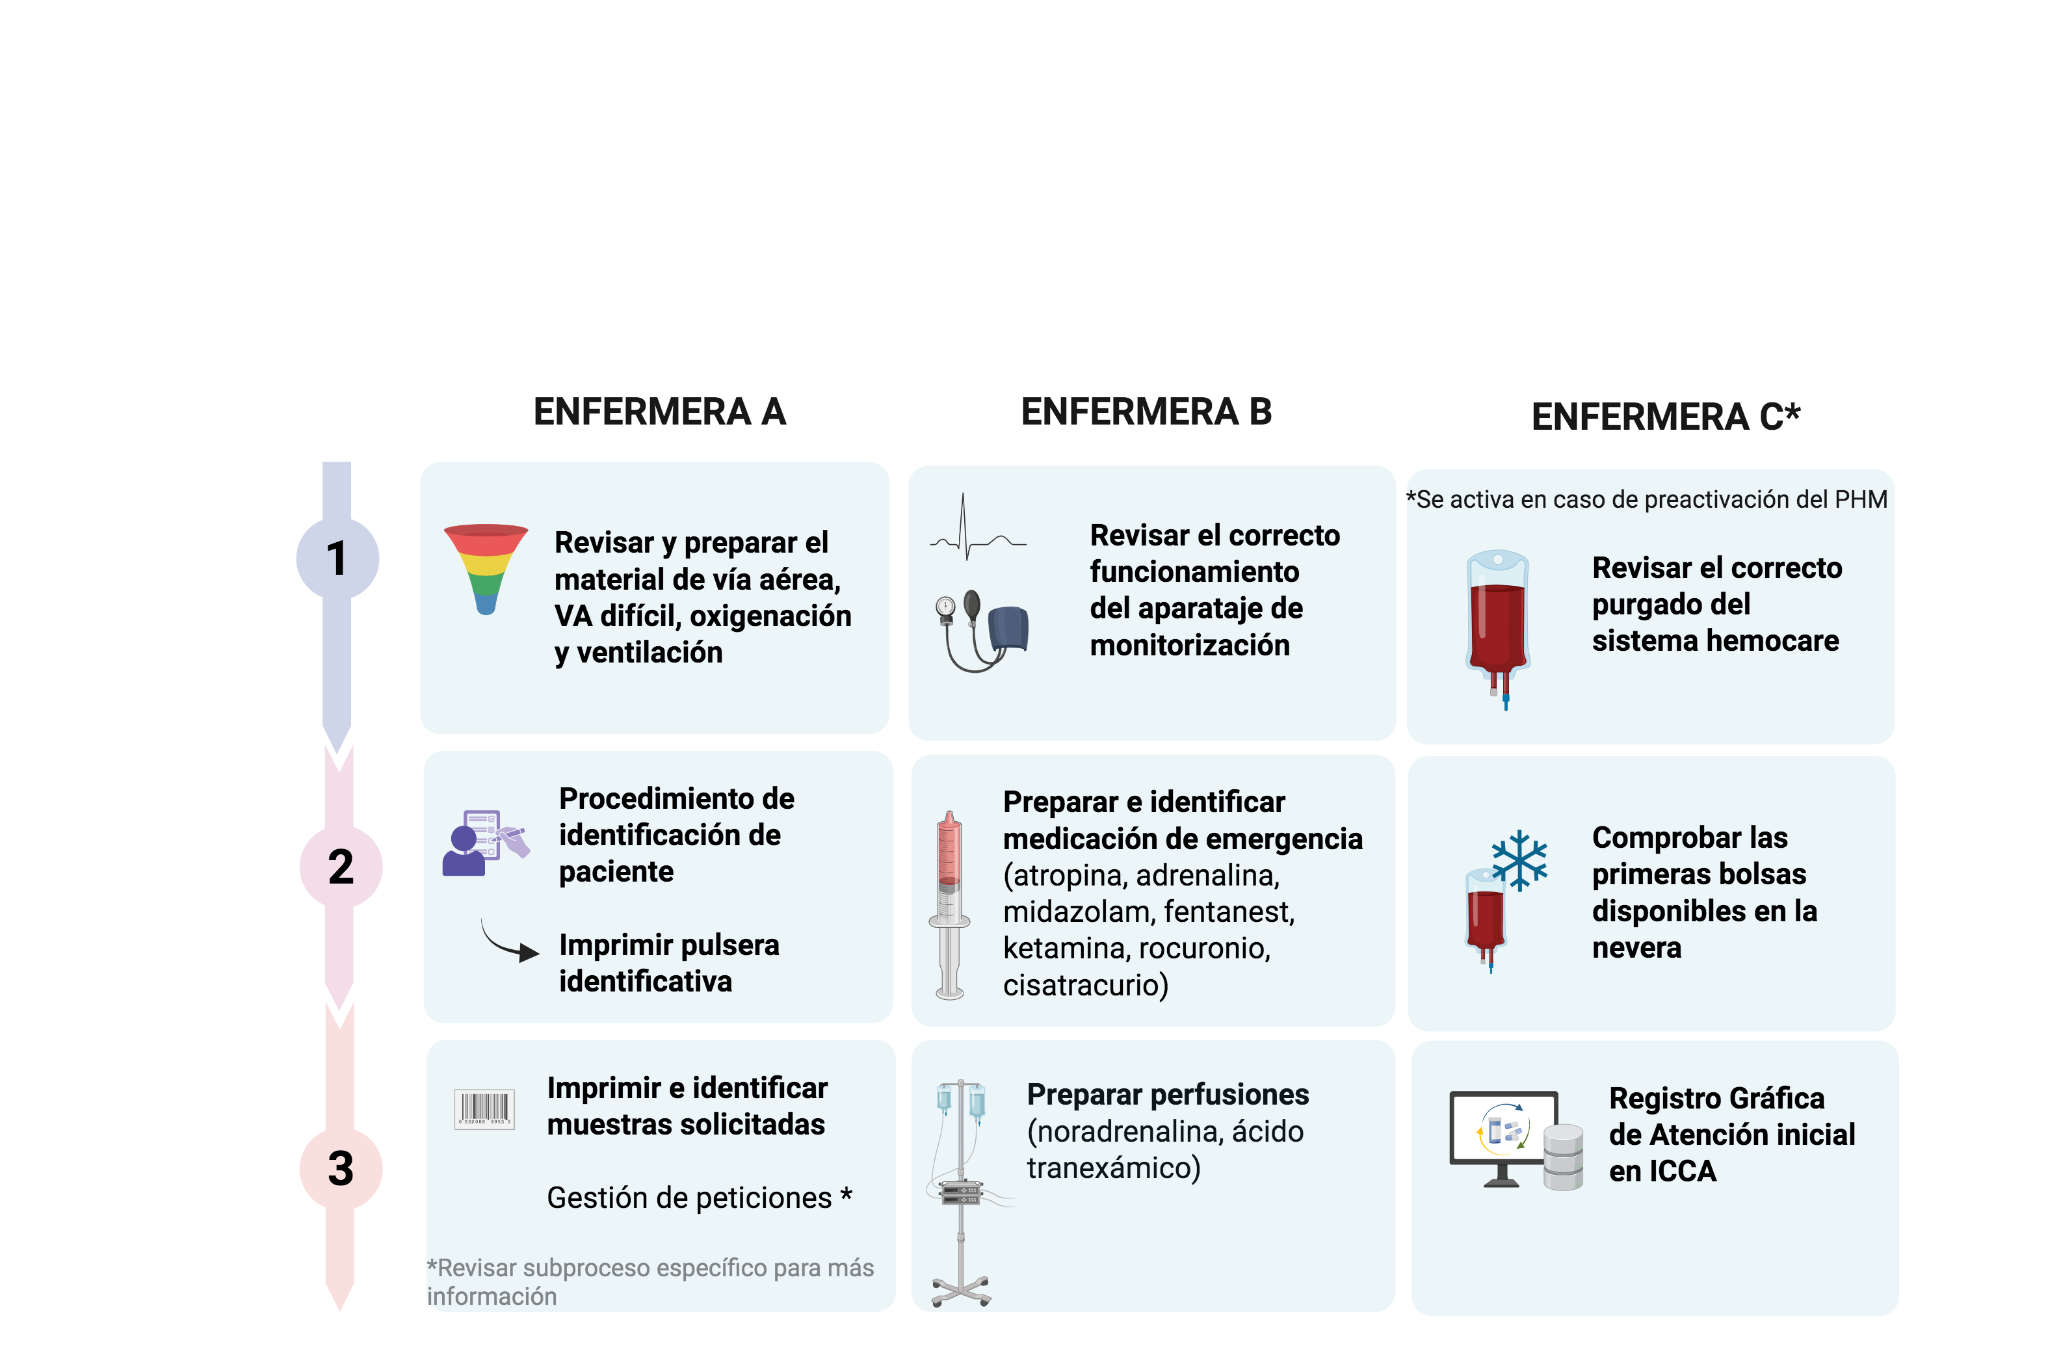 ENFERMERA A
ENFERMERA B
ENFERMERA C*
1
Revisar y preparar el
material de vía aérea,
VA difícil, oxigenación
y ventilación
Revisar el correcto
funcionamiento
del aparataje de
monitorización
*Se activa en caso de preactivación del PHM
Revisar el correcto
purgado del
sistema hemocare
2
Procedimiento de
identificación de
paciente
Imprimir pulsera
identificativa
Preparar e identificar
medicación de emergencia
(atropina, adrenalina,
midazolam, fentanest,
ketamina, rocuronio,
cisatracurio)
Comprobar las
primeras bolsas
disponibles en la
nevera
3
Imprimir e identificar
muestras solicitadas
Gestión de peticiones *
*Revisar subproceso específico para más
información
Preparar perfusiones
(noradrenalina, ácido
tranexámico)
Registro Gráfica
de Atención inicial
en ICCA